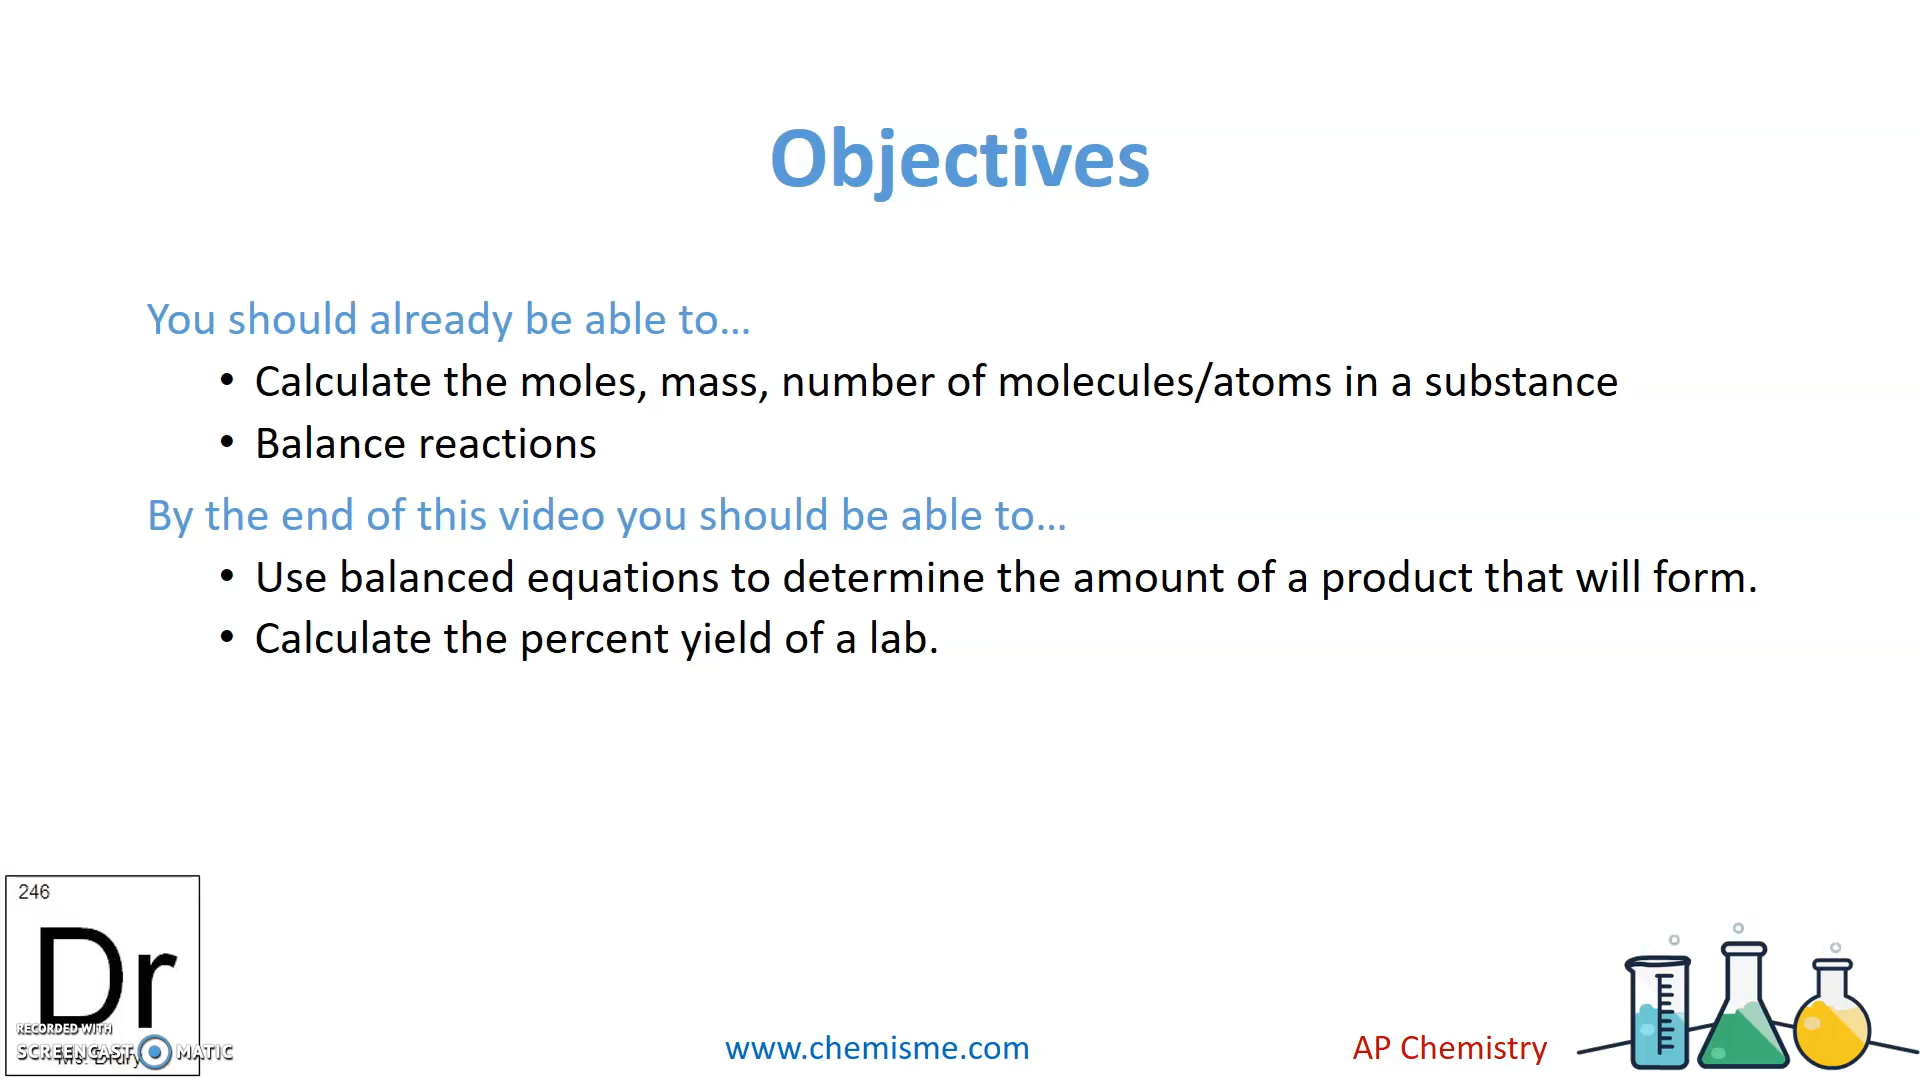 Objectives
You should already be able to...
• Calculate the moles, mass, number of molecules/atoms in a substance
• Balance reactions
By the end of this video you should be able to...
• Use balanced equations to determine the amount of a product that will form.
• Calculate the percent yield of a lab.
246
Dr
RECORDED WITH
SCREENCAST MATIC
Ms. Drury
www.chemisme.com
AP Chemistry